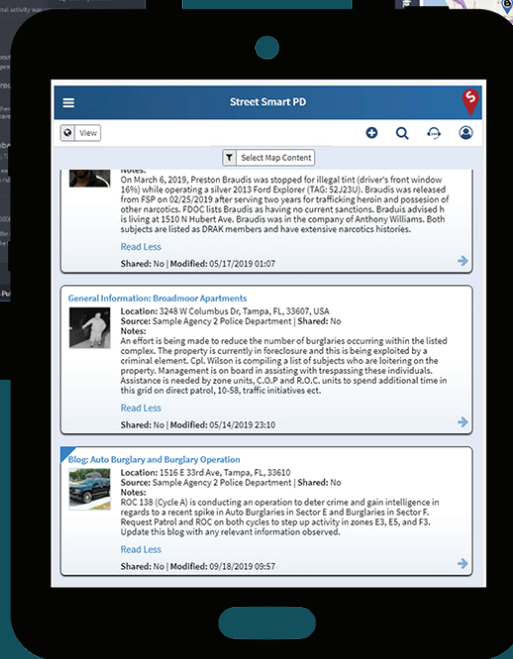 Street Smart PD
View
Select Map Content
Notes:
On March 6, 2019, Preston Braudis was stopped for illegal tint (driver's front window
16%) while operating a silver 2013 Ford Explorer (TAG: S2J23U). Braudis was released
from FSP on 02/25/2019 after serving two years for trafficking heroin and possesion of
other narcotics. FDOC lists Braudis as having no current sanctions. Braduis advised h
is living at 1510 N Hubert Ave. Braudis was in the company of Anthony Williams. Both
subjects are listed as DRAK members and have extensive narcotics histories.
Read Less
Shared: No | Modified: 05/17/2019 01:07
General Information: Broadmoor Apartments
Location: 3248 W Columbus Dr, Tampa, FL, 33607, USA
Source: Sample Agency 2 Police Department | Shared: No
Notes:
An effort is being made to reduce the number of burglaries occurring within the listed
complex. The property is currently in foreclosure and this is being exploited by a
criminal element. Cpl. Wilson is compiling a list of subjects who are loitering on the
property. Management is on board in assisting with trespassing these individuals.
Assistance is needed by zone units, C.O.P and R.O.C. units to spend additional time in
this grid on direct patrol, 10-58, traffic initiatives ect.
Read Less
Shared: No | Modified: 05/14/2019 23:10
Blog: Auto Burglary and Burglary Operation
Location: 1516 E 33rd Ave, Tampa, FL, 33610
Source: Sample Agency 2 Police Department | Shared: No
Notes:
ROC 138 (Cycle A) is conducting an operation to deter crime and gain intelligence in
regards to a recent spike in Auto Burglaries in Sector E and Burglaries in Sector F.
Request Patrol and ROC on both cycles to step up activity in zones E3, E5, and F3.
Update this blog with any relevant information observed.
Read Less
Shared: No | Modified: 09/18/2019 09:57